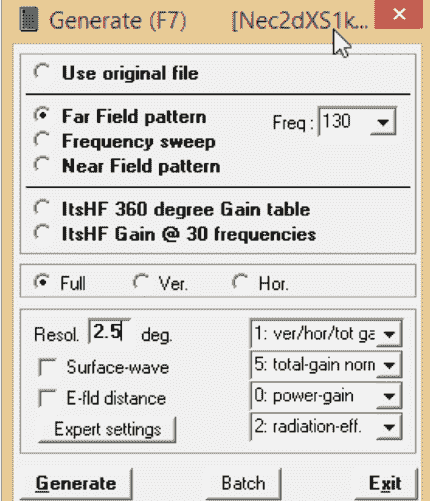 Generate (F7) [Nec2dXS1k...
Use original file
Far Field pattern Freq : 130
Frequency sweep
Near Field pattern
ItsHF 360 degree Gain table
ItsHF Gain @ 30 frequencies
Full Ver. Hor.
Resol. 2.5 deg. 1: ver/hor/tot ga
Surface-wave 5: total-gain norn
E-fld distance 0: power-gain
Expert settings 2: radiation-eff.
Generate Batch Exit